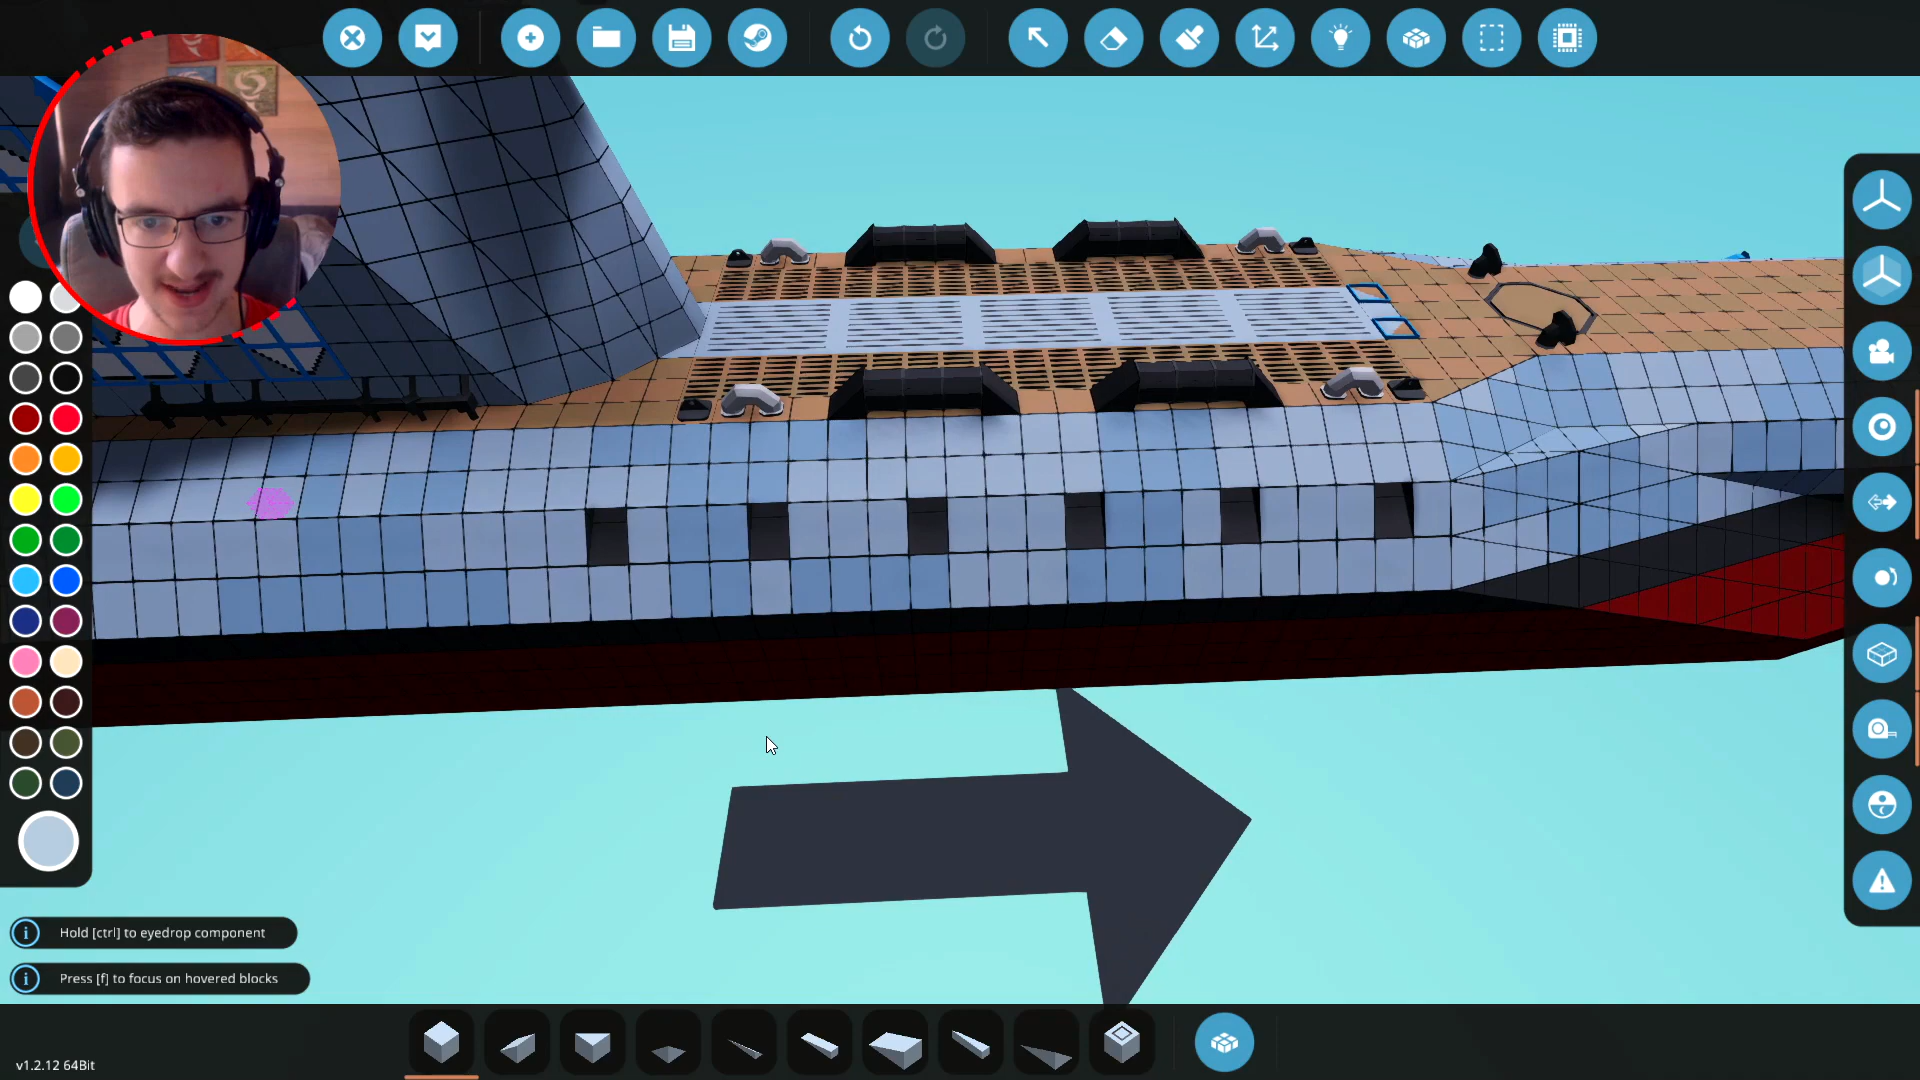 Hold [ctrl] to eyedrop component
Press [f] to focus on hovered blocks
v1.2.12 64Bit